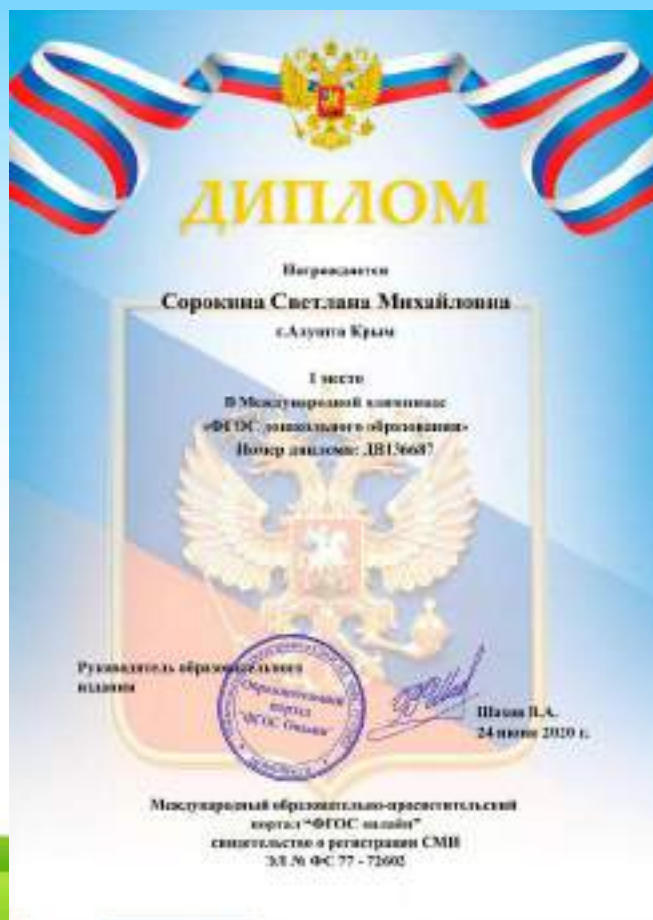 ДИПЛОМ
Награждается
Сорокина Светлана Михайловна
г.Алушта Крым
I место
В Международной олимпиаде
«ФГОС дошкольного образования»
Номер диплома: ДВ136687
Руководитель образовательного
издания
Образовательный
портал
"ФГОС Онлайн"
В.А.
24 июня 2020 г.
Международный образовательно-просветительский
портал "ФГОС онлайн"
свидетельство о регистрации СМИ
ЭЛ № ФС 77 - 72602